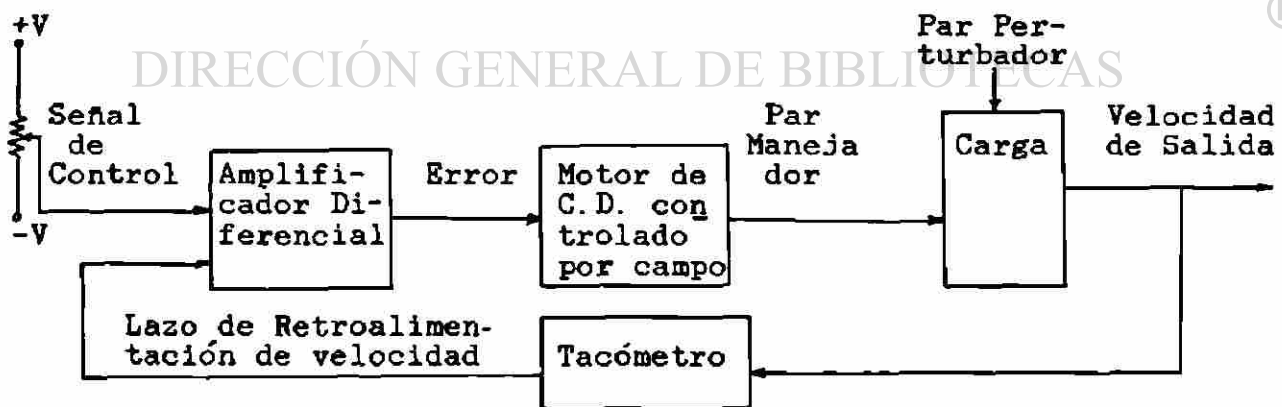 +V
Par Per-
turbador
DIRECCIÓN GENERAL DE BIBLIOTECAS
Señal
de
Control
Par
Maneja
dor
Velocidad
de Salida
Carga
Amplifi-
cador Di-
ferencial
Error
Motor de
C.D. con
trolado
por campo
-V
Lazo de Retroalimen-
tación de velocidad
Tacómetro